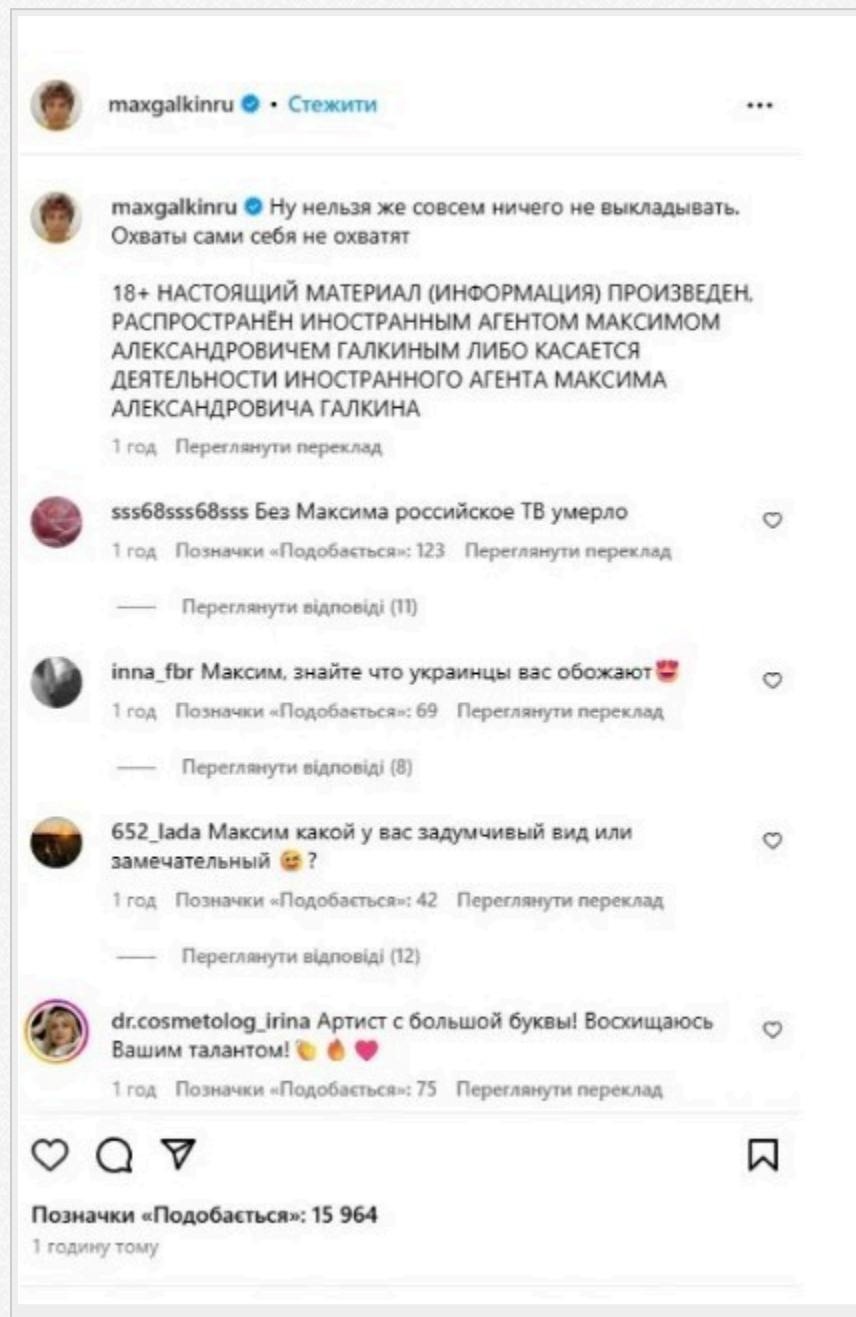 maxgalkinru • Стежити
maxgalkinru Ну нельзя же совсем ничего не выкладывать.
Охваты сами себя не охватят
18+ НАСТОЯЩИЙ МАТЕРИАЛ (ИНФОРМАЦИЯ) ПРОИЗВЕДЕН,
РАСПРОСТРАНЁН ИНОСТРАННЫМ АГЕНТОМ МАКСИМОМ
АЛЕКСАНДРОВИЧЕМ ГАЛКИНЫМ ЛИБО КАСАЕТСЯ
ДЕЯТЕЛЬНОСТИ ИНОСТРАННОГО АГЕНТА МАКСИМА
АЛЕКСАНДРОВИЧА ГАЛКИНА
1 год Переглянути переклад
sss68sss68sss Без Максима российское ТВ умерло
1 год Позначки «Подобається»: 123 Переглянути переклад
Переглянути відповіді (11)
inna_fbr Максим, знайте что украинцы вас обожают😍
1 год Позначки «Подобається»: 69 Переглянути переклад
Переглянути відповіді (8)
652_lada Максим какой у вас задумчивый вид или
замечательный 😉 ?
1 год Позначки «Подобається»: 42 Переглянути переклад
Переглянути відповіді (12)
dr.cosmetolog_irina Артист с большой буквы! Восхищаюсь
Вашим талантом! 👏 🔥 ❤️
1 год Позначки «Подобається»: 75 Переглянути переклад
Позначки «Подобається»: 15 964
1 годину тому